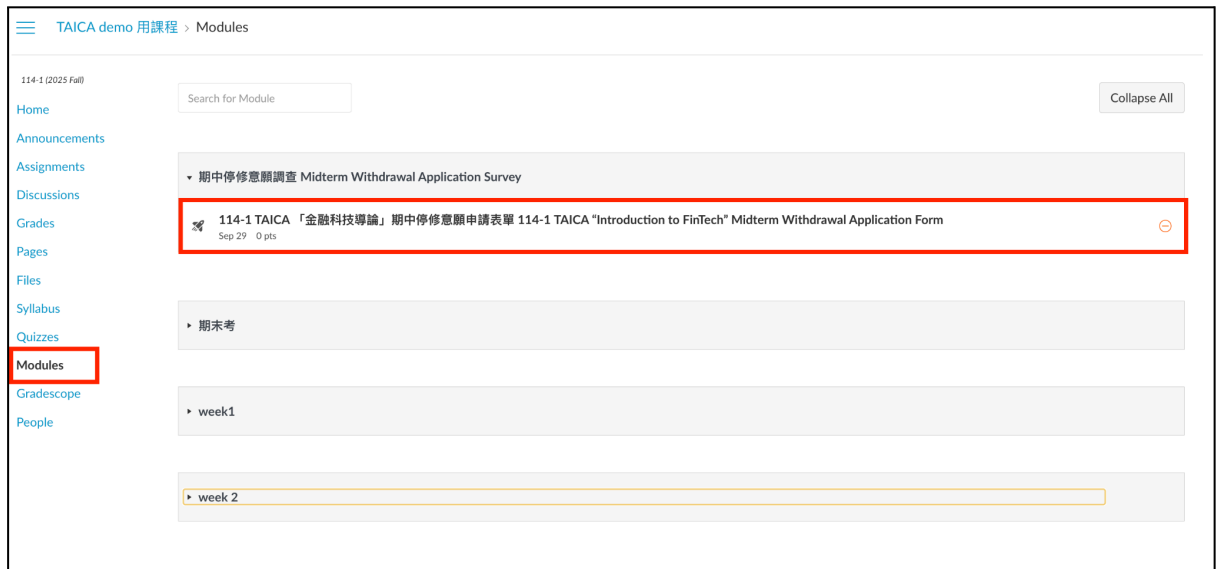 TAICA demo 用課程 › Modules
114-1 (2025 Fall)
Home
Announcements
Assignments
Discussions
Grades
Pages
Files
Syllabus
Quizzes
Modules
Gradescope
People
Search for Module
Collapse All
期中停修意願調查 Midterm Withdrawal Application Survey
114-1 TAICA 「金融科技導論」期中停修意願申請表單 114-1 TAICA “Introduction to FinTech” Midterm Withdrawal Application Form
Sep 29 0 pts
期末考
week1
week 2